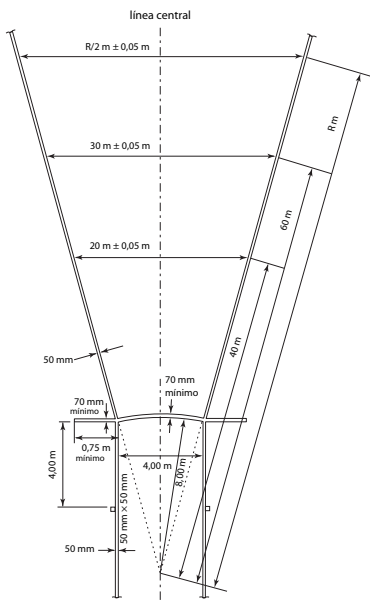 línea central
R/2 m ± 0,05 m
R m
30 m ± 0,05 m
60 m
20 m ± 0,05 m
40 m
50 mm
70 mm
mínimo
70 mm
mínimo
0,75 m
mínimo
4,00 m
4,00 m
8,00 m
50 mm × 50 mm
50 mm